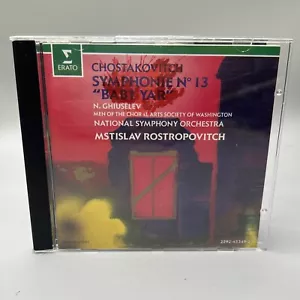 ERATO
CHOSTAKOVITCH
SYMPHONIE Nº 13
"BABI YAR"
N. GHIUSELEV
MEN OF THE CHORAL ARTS SOCIETY OF WASHINGTON
NATIONAL SYMPHONY ORCHESTRA
MSTISLAV ROSTROPOVITCH